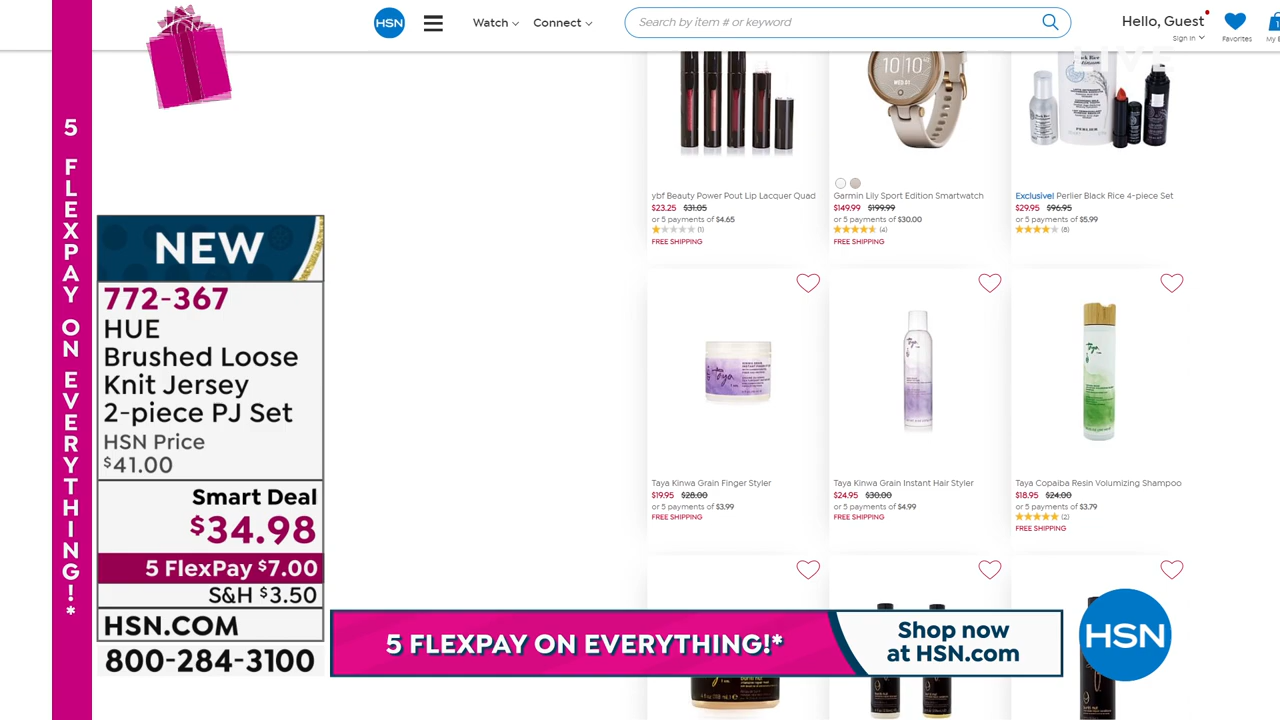 HSN
Watch
Connect
Search by item # or keyword
Hello, Guest
Sign In
Favorites
LIVE
5 FLEXPAY ON EVERYTHING!*
NEW
772-367
HUE
Brushed Loose
Knit Jersey
2-piece PJ Set
HSN Price
$41.00
Smart Deal
$34.98
5 FlexPay $7.00
S&H $3.50
HSN.COM
800-284-3100
ybf Beauty Power Pout Lip Lacquer Quad
$23.25 $31.05
or 5 payments of $4.65
(1)
FREE SHIPPING
10:10
Garmin Lily Sport Edition Smartwatch
$149.99 $199.99
or 5 payments of $30.00
(4)
FREE SHIPPING
Exclusive! Perlier Black Rice 4-piece Set
$29.95 $96.95
or 5 payments of $5.99
(8)
Taya Kinwa Grain Finger Styler
$19.95 $28.00
or 5 payments of $3.99
FREE SHIPPING
Taya Kinwa Grain Instant Hair Styler
$24.95 $30.00
or 5 payments of $4.99
FREE SHIPPING
Taya Copaiba Resin Volumizing Shampoo
$18.95 $24.00
or 5 payments of $3.79
(2)
FREE SHIPPING
5 FLEXPAY ON EVERYTHING!*
Shop now
at HSN.com
HSN